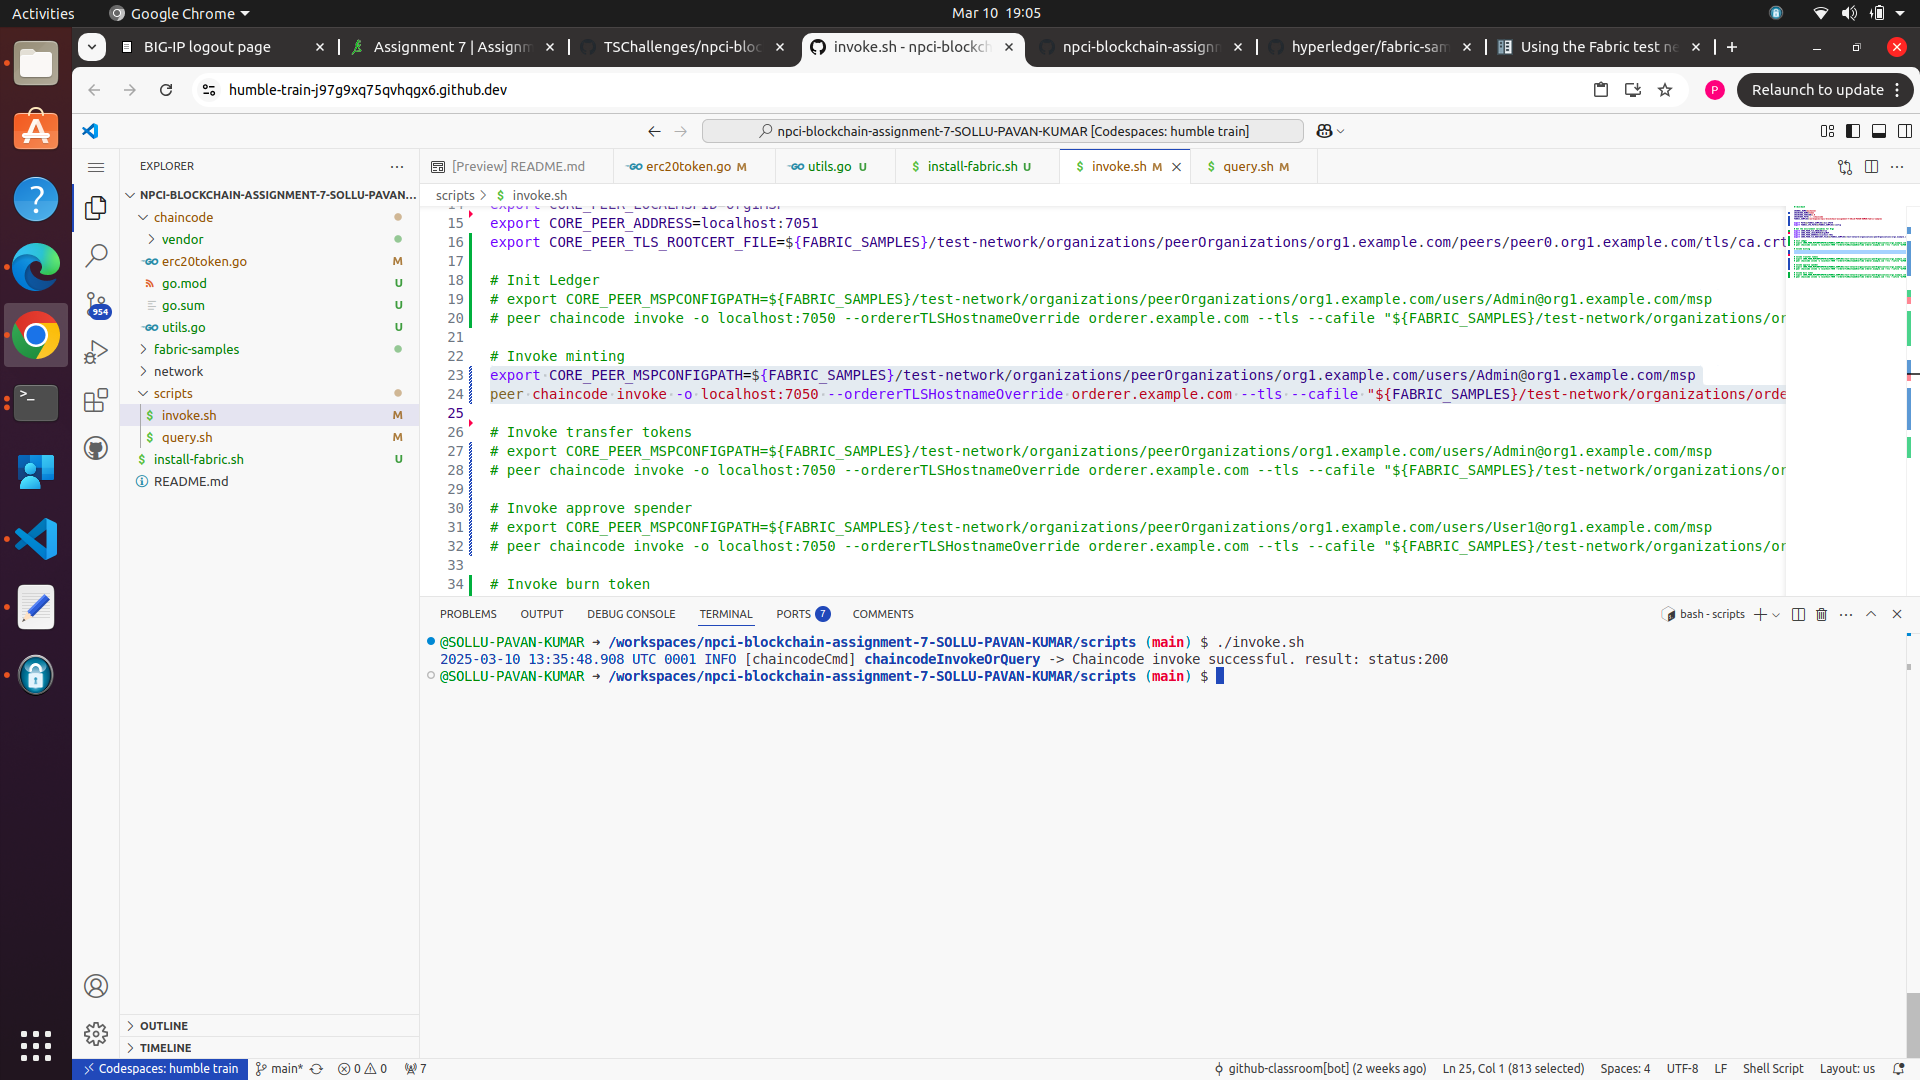 Activities
Google Chrome
Mar 10 19:05
BIG-IP logout page
Assignment 7 | Assignm
TSChallenges/npci-bloc
invoke.sh - npci-blockch
npci-blockchain-assignm
hyperledger/fabric-sam
Using the Fabric test ne
humble-train-j97g9xq75qvhqgx6.github.dev
P
Relaunch to update
npci-blockchain-assignment-7-SOLLU-PAVAN-KUMAR [Codespaces: humble train]
EXPLORER
[Preview] README.md
erc20token.go M
utils.go U
install-fabric.sh U
invoke.sh M
query.sh M
NPCI-BLOCKCHAIN-ASSIGNMENT-7-SOLLU-PAVAN...
scripts > $ invoke.sh
chaincode
vendor
erc20token.go M
go.mod U
go.sum U
954
utils.go U
fabric-samples
network
scripts
$ invoke.sh M
$ query.sh M
$ install-fabric.sh U
README.md
14 export CORE_PEER_LOCALMSPID=Org1MSP
15 export CORE_PEER_ADDRESS=localhost:7051
16 export CORE_PEER_TLS_ROOTCERT_FILE=${FABRIC_SAMPLES}/test-network/organizations/peerOrganizations/org1.example.com/peers/peer0.org1.example.com/tls/ca.crt
17
18 # Init Ledger
19 # export CORE_PEER_MSPCONFIGPATH=${FABRIC_SAMPLES}/test-network/organizations/peerOrganizations/org1.example.com/users/Admin@org1.example.com/msp
20 # peer chaincode invoke -o localhost:7050 --ordererTLSHostnameOverride orderer.example.com --tls --cafile "${FABRIC_SAMPLES}/test-network/organizations/or
21
22 # Invoke minting
23 export CORE_PEER_MSPCONFIGPATH=${FABRIC_SAMPLES}/test-network/organizations/peerOrganizations/org1.example.com/users/Admin@org1.example.com/msp
24 peer chaincode invoke -o localhost:7050 --ordererTLSHostnameOverride orderer.example.com --tls --cafile "${FABRIC_SAMPLES}/test-network/organizations/orde
25
26 # Invoke transfer tokens
27 # export CORE_PEER_MSPCONFIGPATH=${FABRIC_SAMPLES}/test-network/organizations/peerOrganizations/org1.example.com/users/Admin@org1.example.com/msp
28 # peer chaincode invoke -o localhost:7050 --ordererTLSHostnameOverride orderer.example.com --tls --cafile "${FABRIC_SAMPLES}/test-network/organizations/or
29
30 # Invoke approve spender
31 # export CORE_PEER_MSPCONFIGPATH=${FABRIC_SAMPLES}/test-network/organizations/peerOrganizations/org1.example.com/users/User1@org1.example.com/msp
32 # peer chaincode invoke -o localhost:7050 --ordererTLSHostnameOverride orderer.example.com --tls --cafile "${FABRIC_SAMPLES}/test-network/organizations/or
33
34 # Invoke burn token
PROBLEMS OUTPUT DEBUG CONSOLE TERMINAL PORTS 7 COMMENTS
bash - scripts
@SOLLU-PAVAN-KUMAR ➜ /workspaces/npci-blockchain-assignment-7-SOLLU-PAVAN-KUMAR/scripts (main) $ ./invoke.sh
2025-03-10 13:35:48.908 UTC 0001 INFO [chaincodeCmd] chaincodeInvokeOrQuery -> Chaincode invoke successful. result: status:200
@SOLLU-PAVAN-KUMAR ➜ /workspaces/npci-blockchain-assignment-7-SOLLU-PAVAN-KUMAR/scripts (main) $
OUTLINE
TIMELINE
Codespaces: humble train
main*
0 0
7
github-classroom[bot] (2 weeks ago)
Ln 25, Col 1 (813 selected)
Spaces: 4
UTF-8
LF
Shell Script
Layout: us